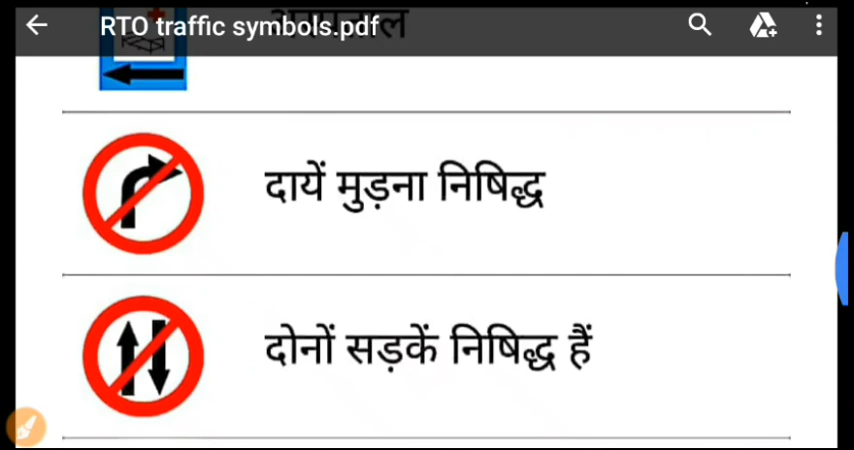 RTO traffic symbols.pdf
दायें मुड़ना निषिद्ध
दोनों सड़कें निषिद्ध हैं